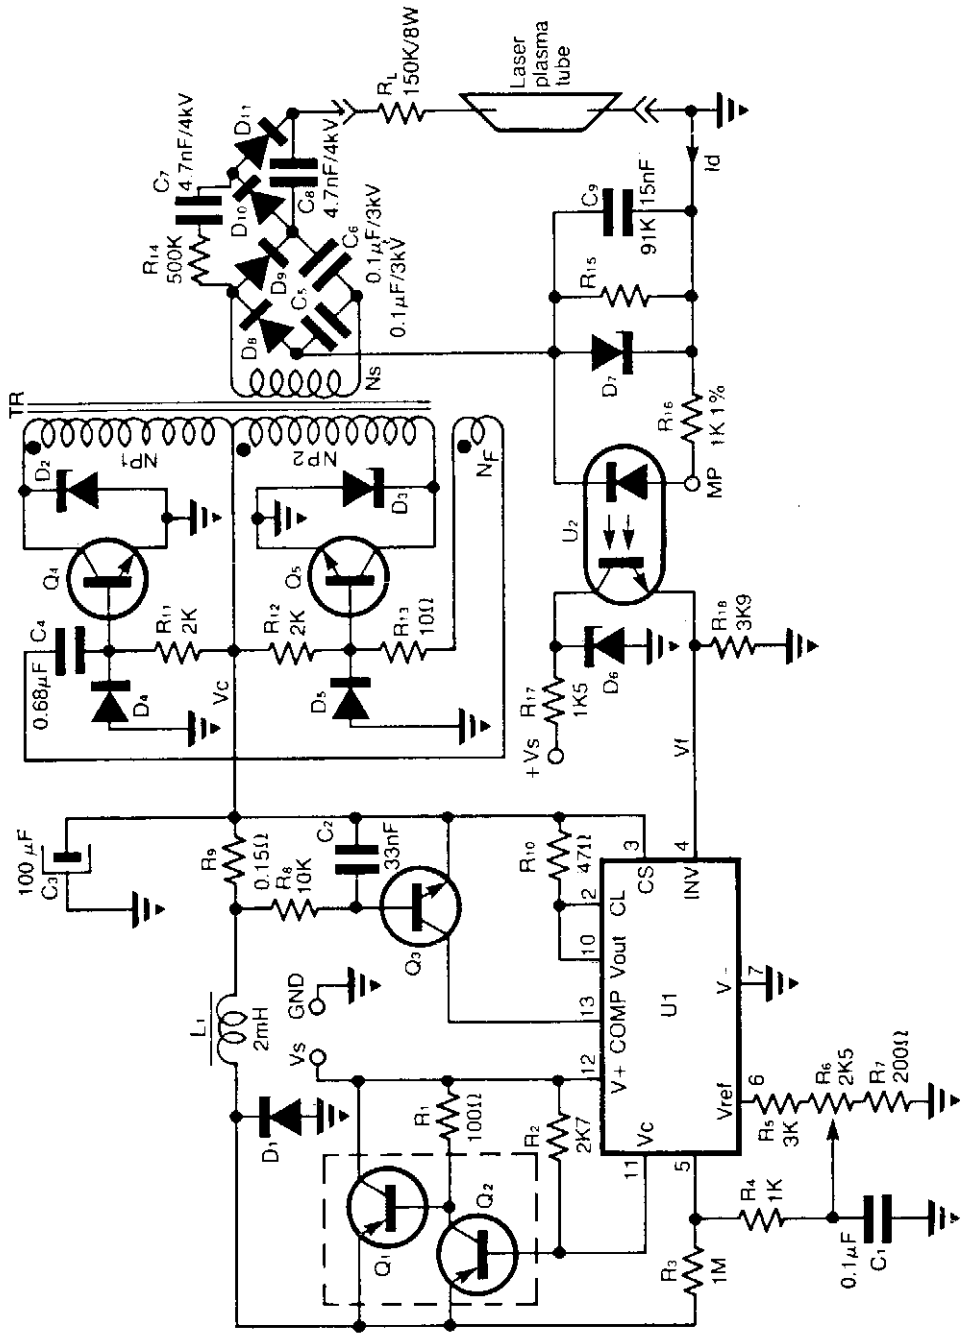 0.1µF
C1
R3
1M
R4
1K
5
11
Vc
R5
3K
R6
2K5
R7
200Ω
6
Vref
Q1
Q2
R1
100Ω
R2
2K7
12
V+
D1
Vs
GND
L1
2mH
13
COMP
10
Vout
2
CL
3
CS
4
INV
U1
V-
7
Q3
R8
10K
R9
0.15Ω
C2
33nF
R10
47Ω
100 µF
C3
Vc
Vf
+Vs
R17
1K5
D6
R18
3K9
0.68µF
C4
D4
D5
R11
2K
R12
2K
R13
10Ω
Q4
Q5
U2
D2
D3
NP1
NP2
NF
TR
Ns
MP
R16
1K 1%
D7
R15
91K
C9
15nF
Id
R14
500K
C7
4.7nF/4kV
D8
D9
D10
D11
C5
0.1µF/3kV
C6
0.1µF/3kV
C8
4.7nF/4kV
RL
150K/8W
Laser
plasma
tube